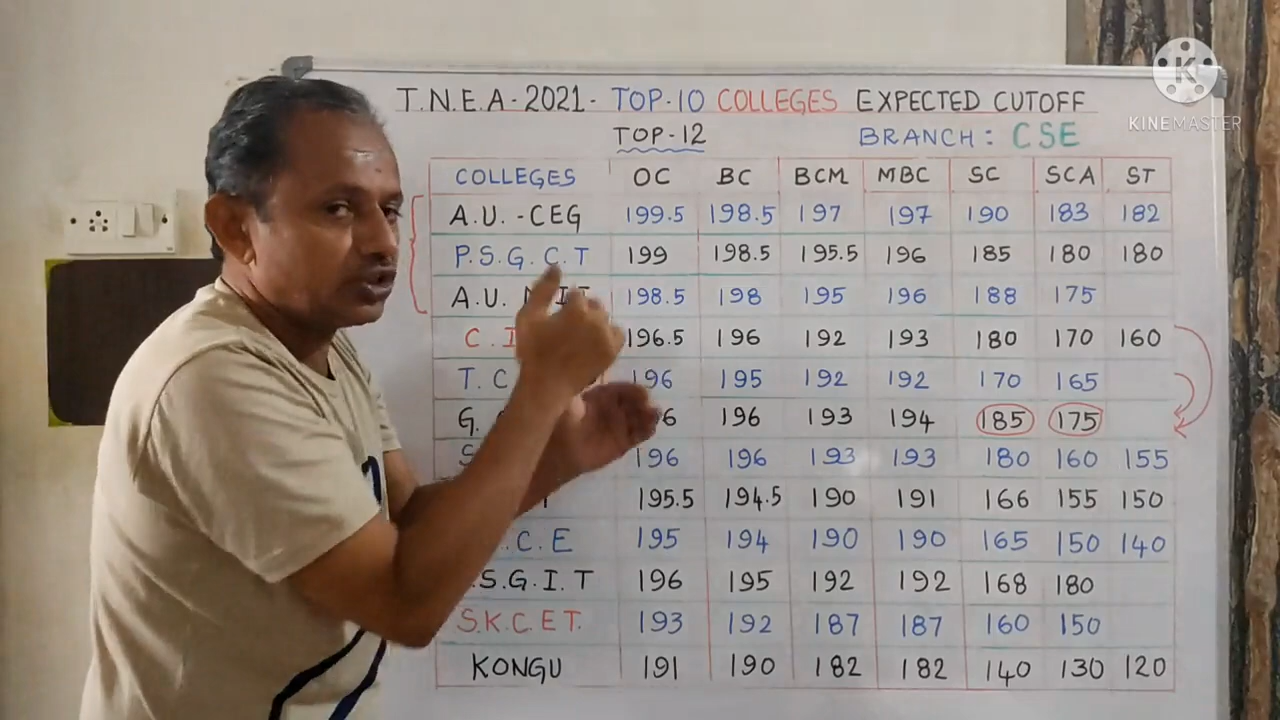 T.N.E.A-2021- TOP-10 COLLEGES EXPECTED CUTOFF
TOP-12 BRANCH: CSE
COLLEGES OC BC BCM MBC SC SCA ST
A.U.-CEG 199.5 198.5 197 197 190 183 182
P.S.G.C.T 199 198.5 195.5 196 185 180 180
A.U. 198.5 198 195 196 188 175
C.I 196.5 196 192 193 180 170 160
T.C 196 195 192 192 170 165
G. 196 193 194 185 175
196 196 193 193 180 160 155
195.5 194.5 190 191 166 155 150
.C.E 195 194 190 190 165 150 140
.S.G.I.T 196 195 192 192 168 180
S.K.C.ET. 193 192 187 187 160 150
KONGU 191 190 182 182 140 130 120
K
KINEMASTER